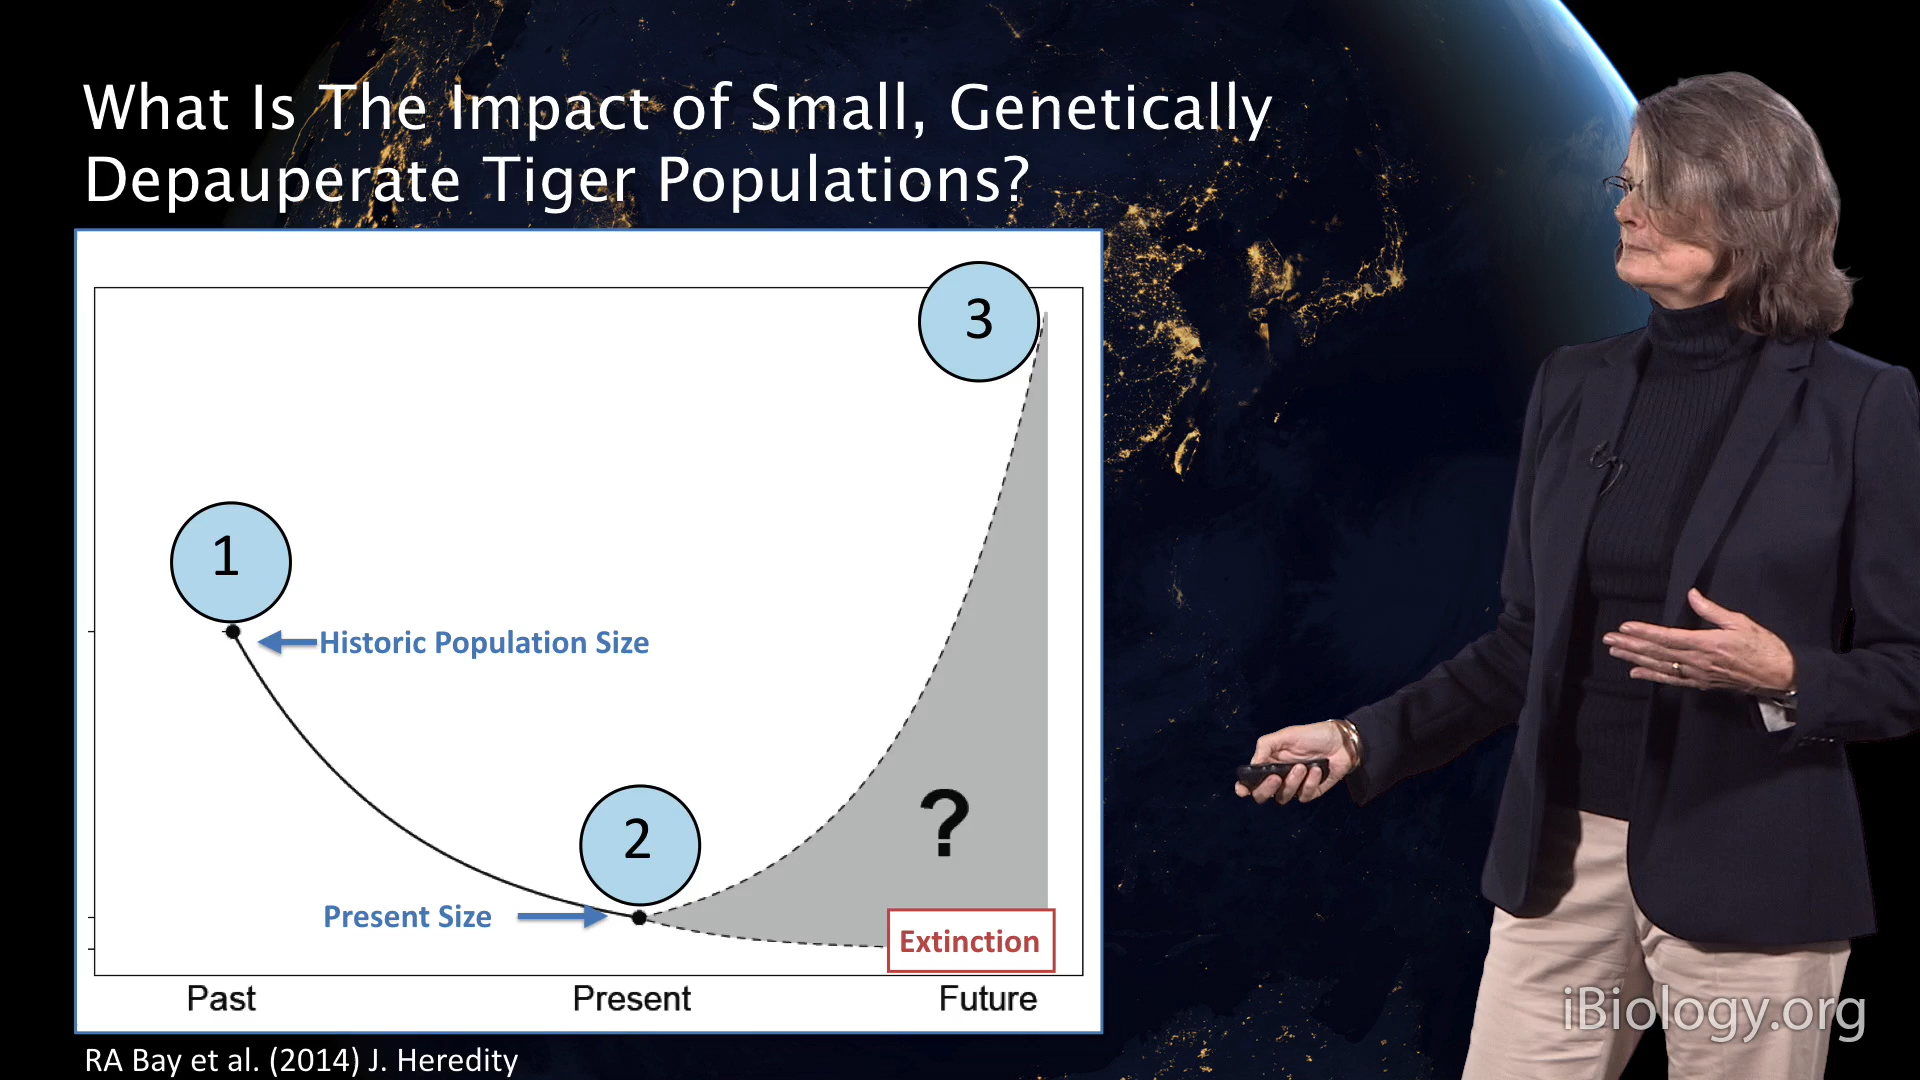 What Is The Impact of Small, Genetically
Depauperate Tiger Populations?
3
1
Historic Population Size
2
?
Present Size
Extinction
Past Present Future
RA Bay et al. (2014) J. Heredity
iBiology.org